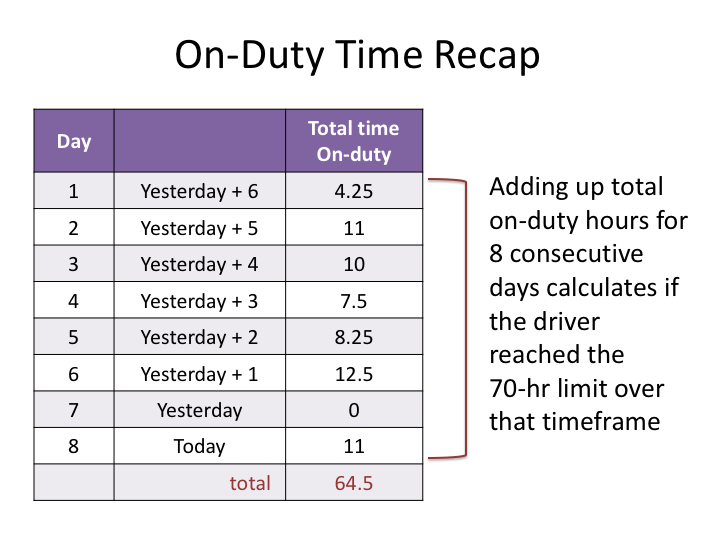 On-Duty Time Recap
Day
Total time
On-duty
1 Yesterday + 6 4.25
2 Yesterday + 5 11
3 Yesterday + 4 10
4 Yesterday + 3 7.5
5 Yesterday + 2 8.25
6 Yesterday + 1 12.5
7 Yesterday 0
8 Today 11
total 64.5
Adding up total
on-duty hours for
8 consecutive
days calculates if
the driver
reached the
70-hr limit over
that timeframe